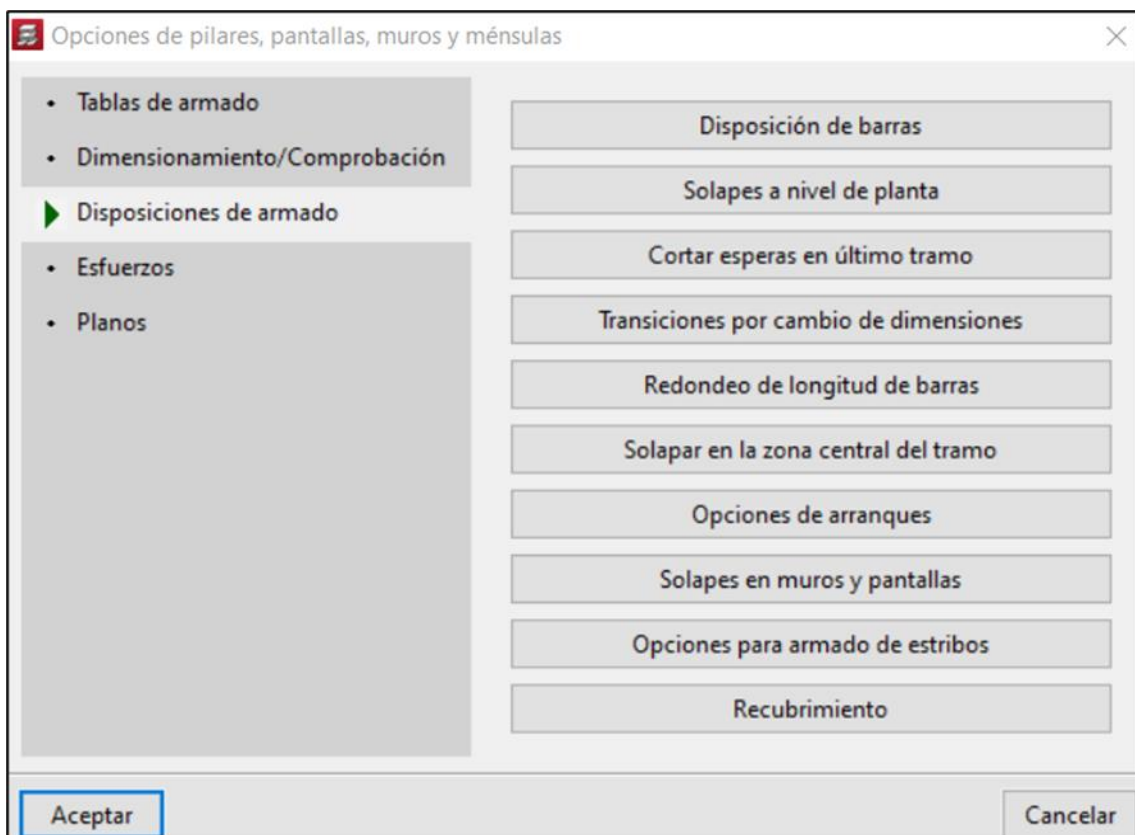 Opciones de pilares, pantallas, muros y ménsulas
Tablas de armado
Dimensionamiento/Comprobación
Disposiciones de armado
Esfuerzos
Planos
Disposición de barras
Solapes a nivel de planta
Cortar esperas en último tramo
Transiciones por cambio de dimensiones
Redondeo de longitud de barras
Solapar en la zona central del tramo
Opciones de arranques
Solapes en muros y pantallas
Opciones para armado de estribos
Recubrimiento
Aceptar
Cancelar